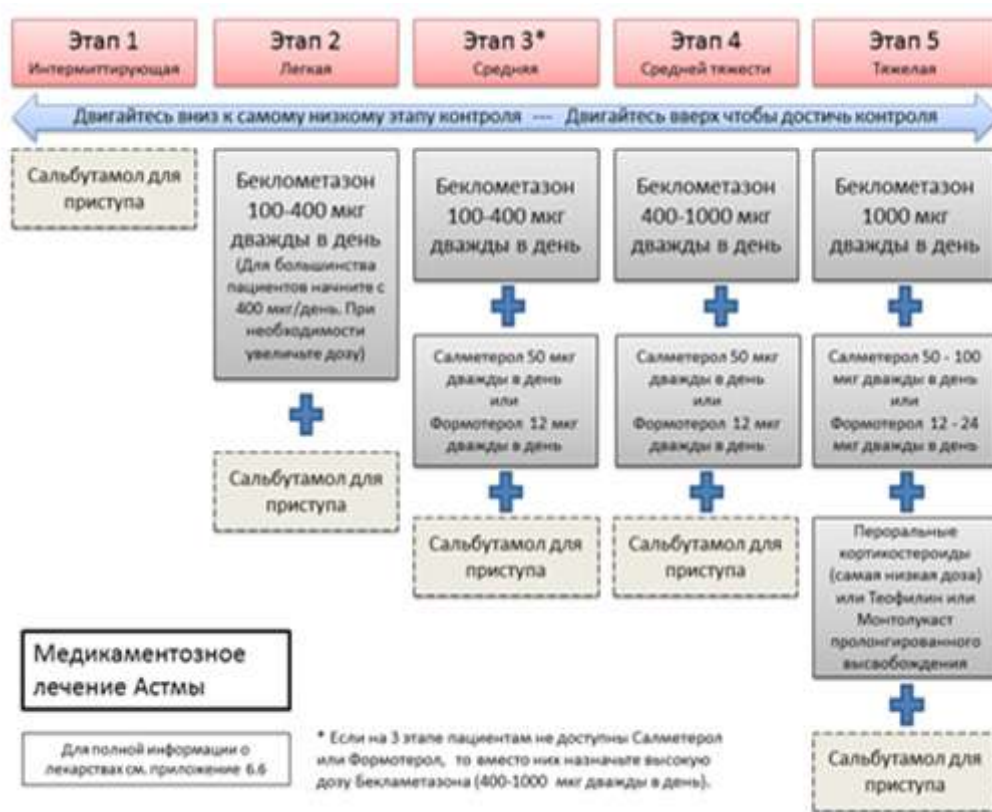 Этап 1
Интермиттирующая
Этап 2
Легкая
Этап 3*
Средняя
Этап 4
Средней тяжести
Этап 5
Тяжелая
Двигайтесь вниз к самому низкому этапу контроля --- Двигайтесь вверх чтобы достичь контроля
Сальбутамол для
приступа
Беклометазон
100-400 мкг
дважды в день
(Для большинства
пациентов начните с
400 мкг/день. При
необходимости
увеличьте дозу)
Сальбутамол для
приступа
Беклометазон
100-400 мкг
дважды в день
Салметерол 50 мкг
дважды в день
или
Формотерол 12 мкг
дважды в день
Сальбутамол для
приступа
Беклометазон
400-1000 мкг
дважды в день
Салметерол 50 мкг
дважды в день
или
Формотерол 12 мкг
дважды в день
Сальбутамол для
приступа
Беклометазон
1000 мкг
дважды в день
Салметерол 50 - 100
мкг дважды в день
или
Формотерол 12 - 24
мкг дважды в день
Пероральные
кортикостероиды
(самая низкая доза)
или Теофилин или
Монтолукаст
пролонгированного
высвобождения
Сальбутамол для
приступа
Медикаментозное
лечение Астмы
Для полной информации о
лекарствах см. приложение 6.6
* Если на 3 этапе пациентам не доступны Салметерол
или Формотерол, то вместо них назначьте высокую
дозу Бекламетазона (400-1000 мкг дважды в день).